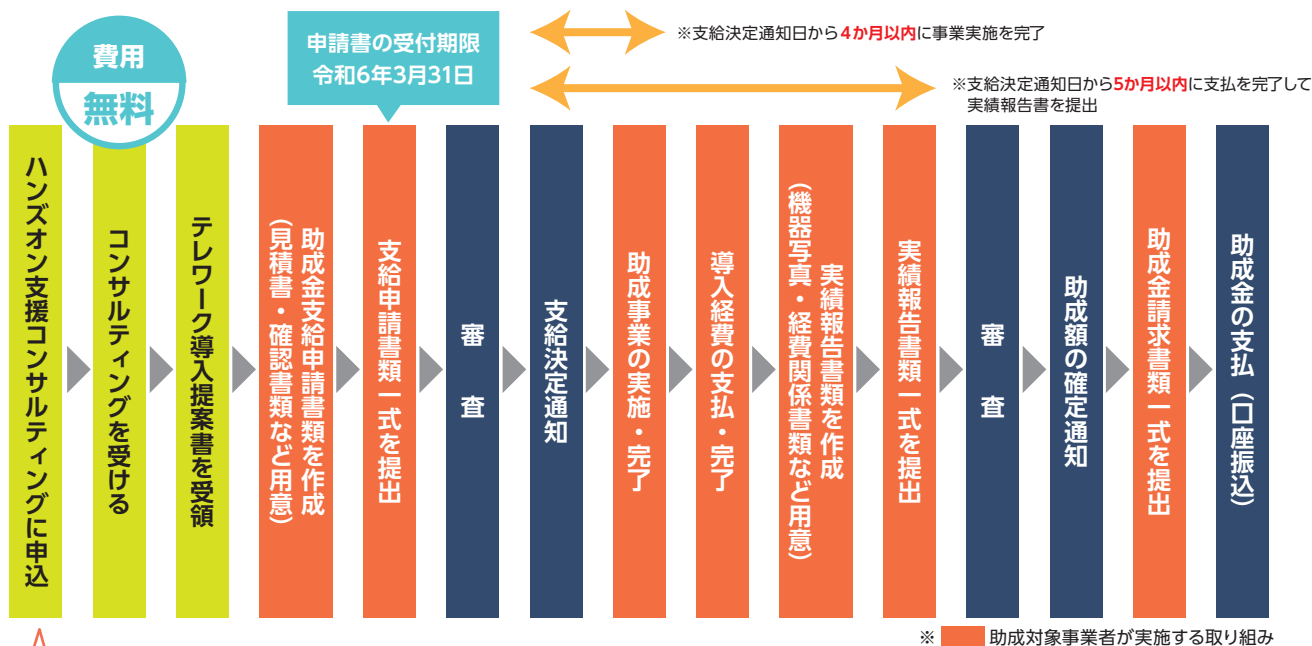 費用
無料
申請書の受付期限
令和6年3月31日
※支給決定通知日から4か月以内に事業実施を完了
※支給決定通知日から5か月以内に支払を完了して
実績報告書を提出
ハンズオン支援コンサルティングに申込
コンサルティングを受ける
テレワーク導入提案書を受領
助成金支給申請書類を作成
(見積書・確認書類など用意)
支給申請書類一式を提出
審査
支給決定通知
助成事業の実施・完了
導入経費の支払・完了
実績報告書類を作成
(機器写真・経費関係書類など用意)
実績報告書類一式を提出
審査
助成額の確定通知
助成金請求書類一式を提出
助成金の支払(口座振込)
※ 助成対象事業者が実施する取り組み